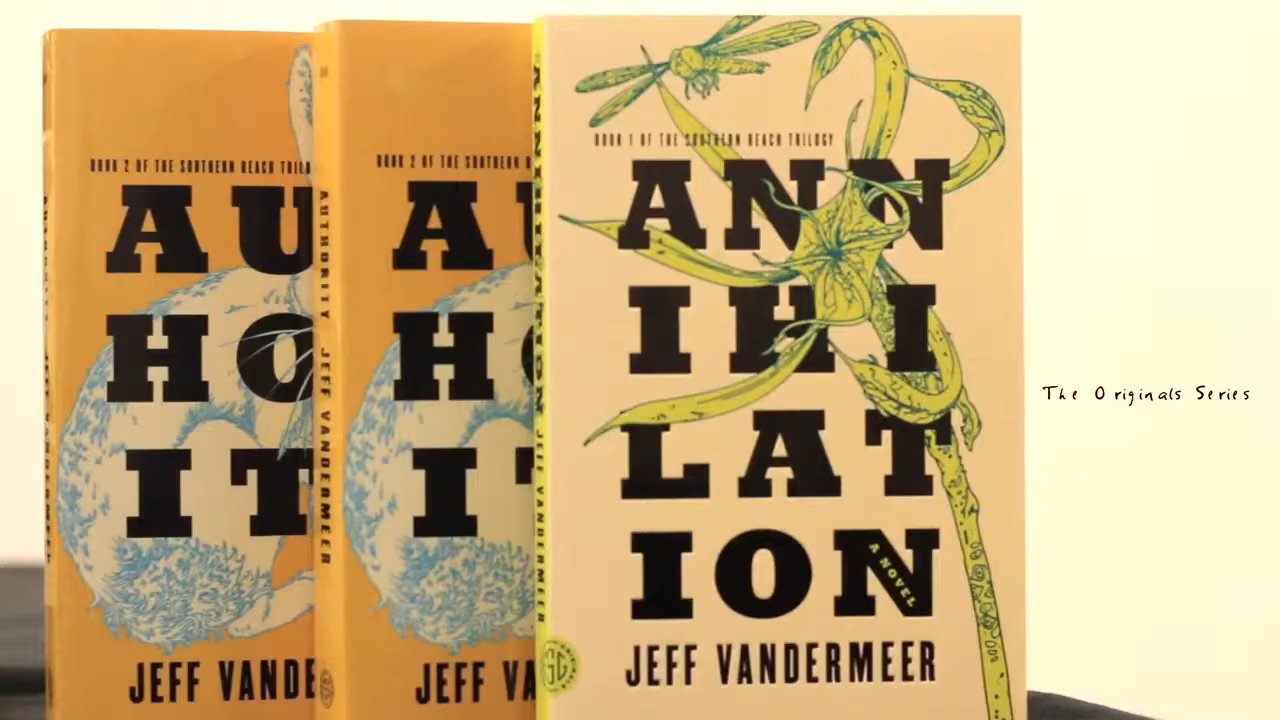 BOOK 2 OF THE SOUTHERN REACH TRILO
AU
HO
IT
JEFF VANDE
AUTHORITY JEFF VANDERMEER
BOOK 2 OF THE SOUTHERN R
AU
H
I
JEFF VA
ANNIHILATION JEFF VANDERMEER
BOOK 1 OF THE SOUTHERN REACH TRILOGY
ANN
IHI
LAT
ION
A NOVEL
JEFF VANDERMEER
The Originals Series